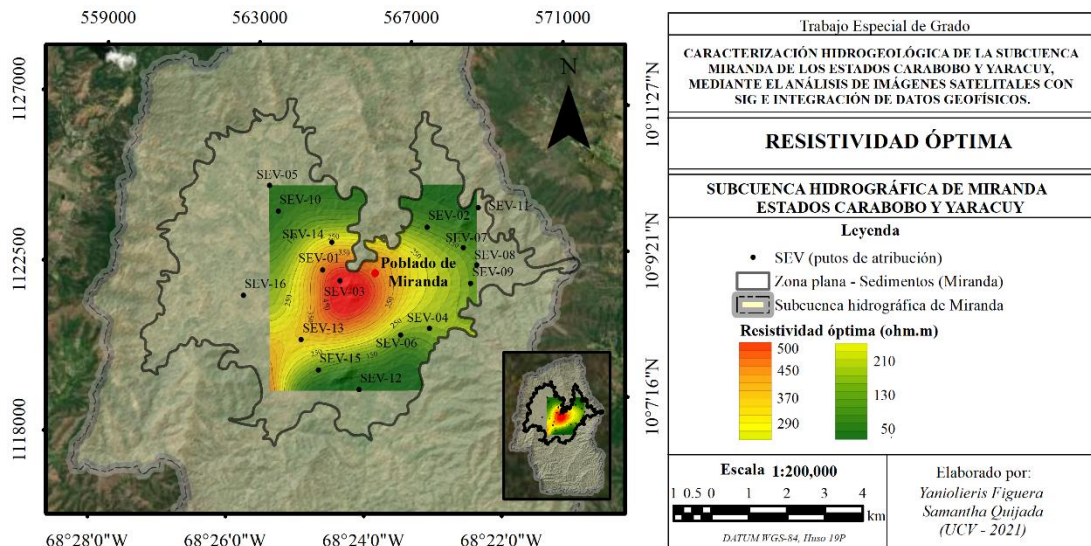 559000
563000
567000
571000
1127000
1122500
1118000
10°11'27"N
10°9'21"N
10°7'16"N
68°28'0"W
68°26'0"W
68°24'0"W
68°22'0"W
N
SEV-05
SEV-10
SEV-11
SEV-02
SEV-14
SEV-07
SEV-08
SEV-01
SEV-09
Poblado de
Miranda
SEV-03
SEV-16
SEV-04
SEV-13
SEV-06
SEV-15
SEV-12
250
350
250
250
250
150
Trabajo Especial de Grado
CARACTERIZACIÓN HIDROGEOLÓGICA DE LA SUBCUENCA
MIRANDA DE LOS ESTADOS CARABOBO Y YARACUY,
MEDIANTE EL ANÁLISIS DE IMÁGENES SATELITALES CON
SIG E INTEGRACIÓN DE DATOS GEOFÍSICOS.
RESISTIVIDAD ÓPTIMA
SUBCUENCA HIDROGRÁFICA DE MIRANDA
ESTADOS CARABOBO Y YARACUY
Leyenda
SEV (putos de atribución)
Zona plana - Sedimentos (Miranda)
Subcuenca hidrográfica de Miranda
Resistividad óptima (ohm.m)
500
450
370
290
210
130
50
Escala 1:200,000
1 0.5 0 1 2 3 4
km
DATUM WGS-84, Huso 19P
Elaborado por:
Yaniolieris Figuera
Samantha Quijada
(UCV - 2021)